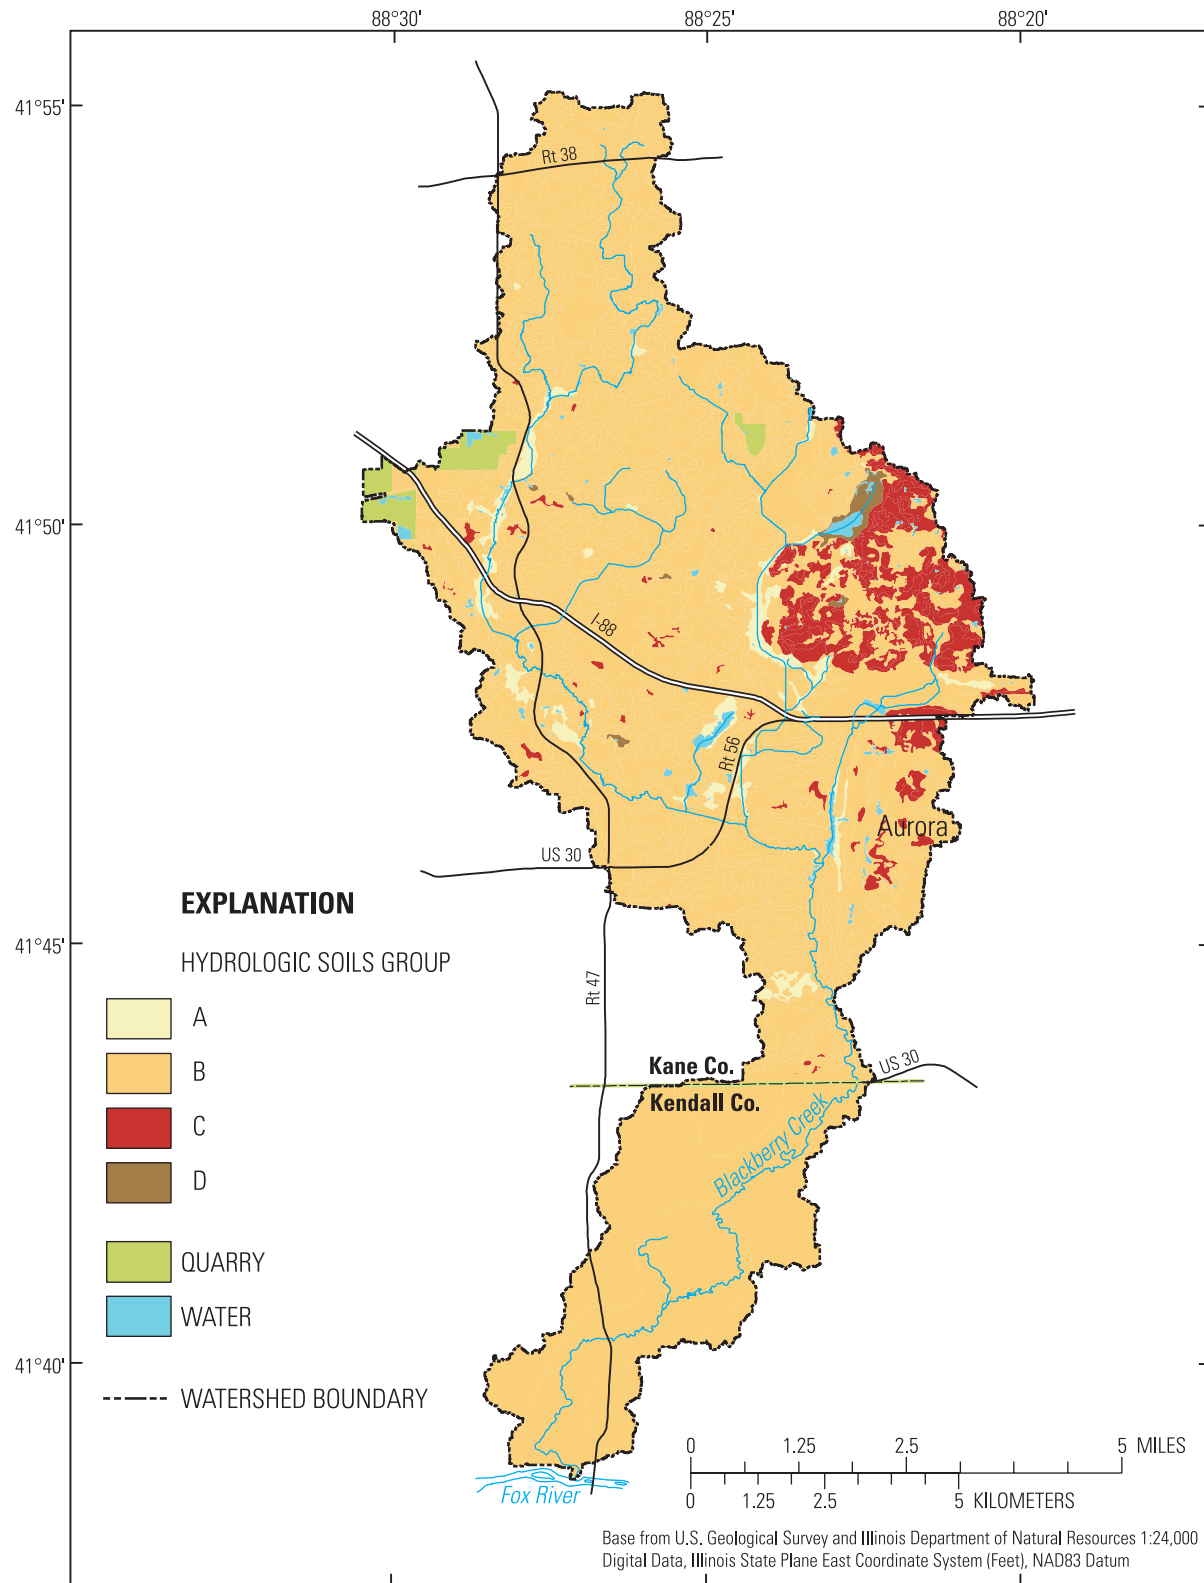 88°30' 88°25' 88°20'
41°55'
Rt 38
41°50'
I-88
Rt 56
Aurora
US 30
EXPLANATION
41°45'
HYDROLOGIC SOILS GROUP
Rt 47
A
B
C
D
Kane Co.
US 30
Kendall Co.
Blackberry Creek
QUARRY
WATER
41°40'
WATERSHED BOUNDARY
0 1.25 2.5 5 MILES
0 1.25 2.5 5 KILOMETERS
Fox River
Base from U.S. Geological Survey and Illinois Department of Natural Resources 1:24,000
Digital Data, Illinois State Plane East Coordinate System (Feet), NAD83 Datum